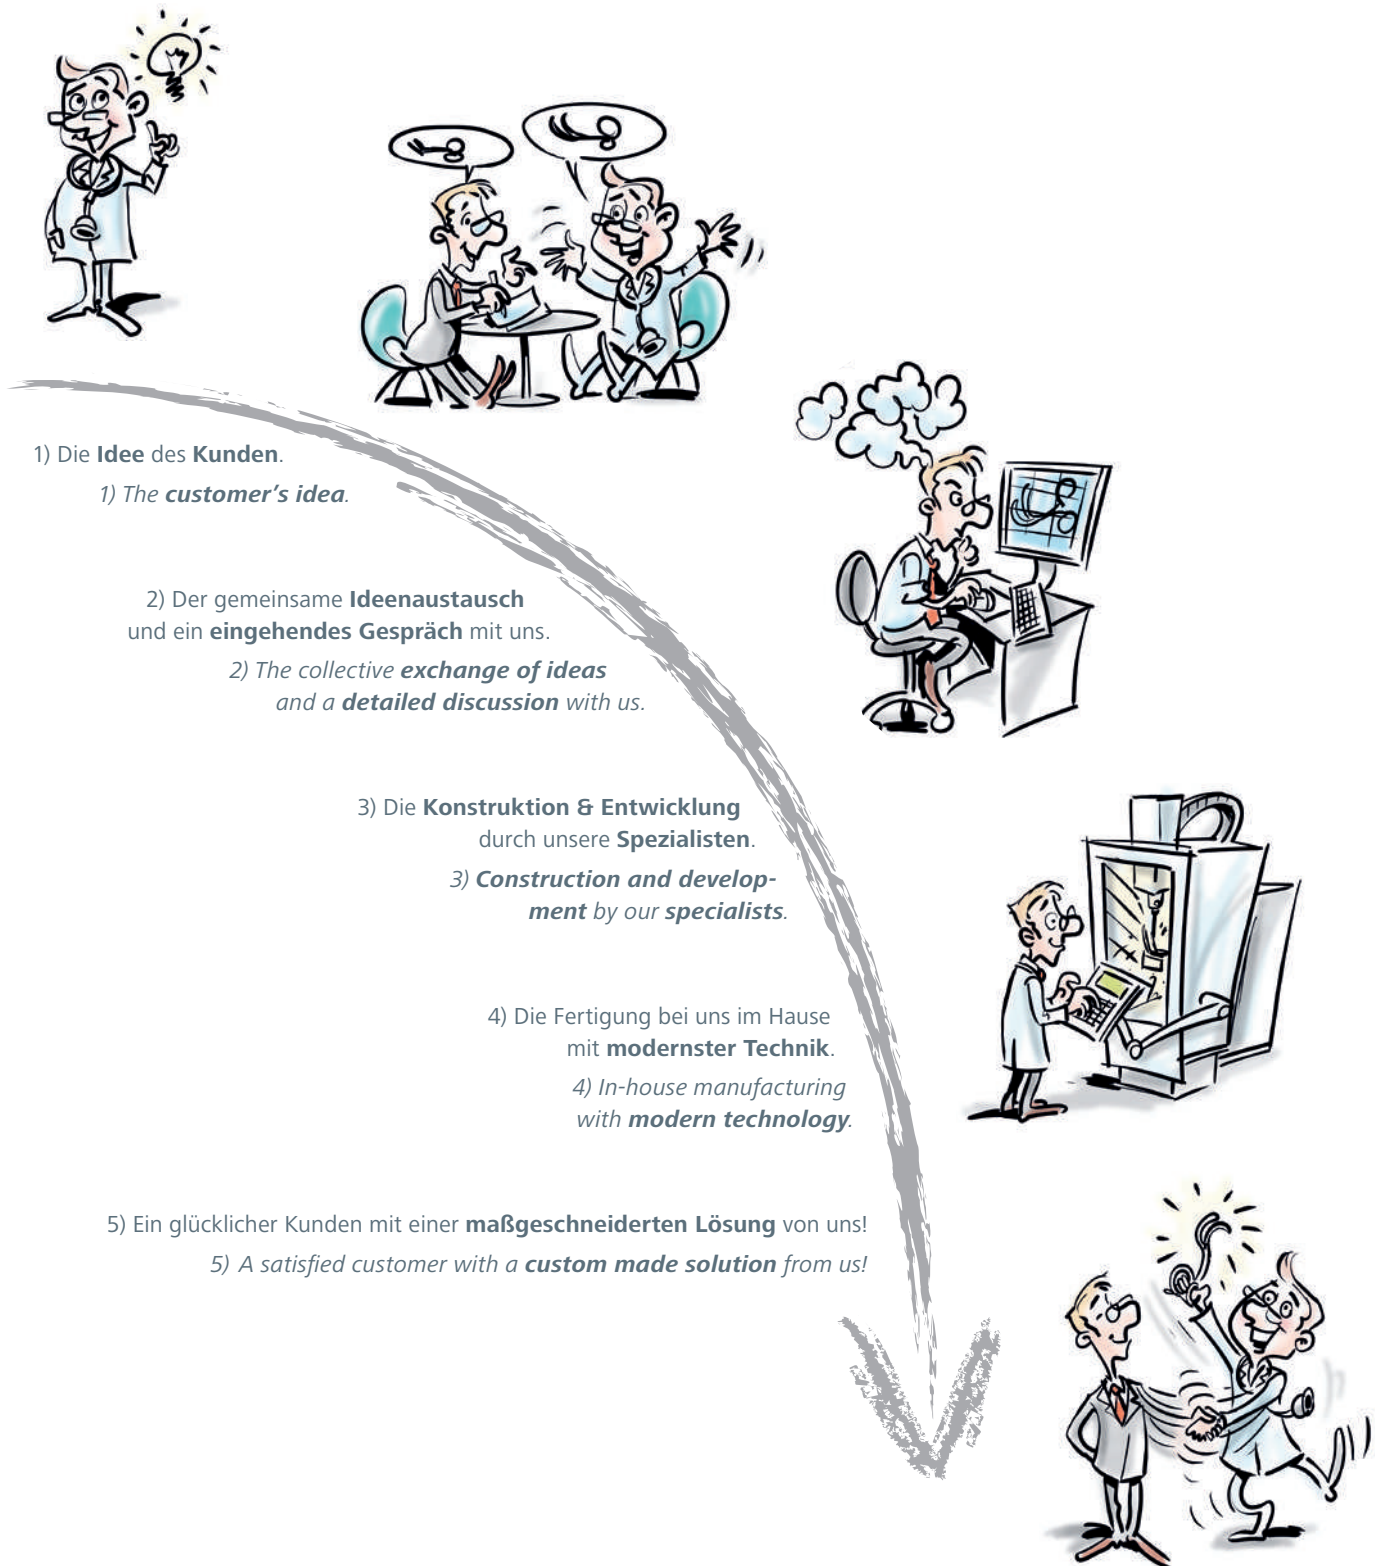 1) Die Idee des Kunden.
1) The customer's idea.
2) Der gemeinsame Ideenaustausch
und ein eingehendes Gespräch mit uns.
2) The collective exchange of ideas
and a detailed discussion with us.
3) Die Konstruktion & Entwicklung
durch unsere Spezialisten.
3) Construction and develop-
ment by our specialists.
4) Die Fertigung bei uns im Hause
mit modernster Technik.
4) In-house manufacturing
with modern technology.
5) Ein glücklicher Kunden mit einer maßgeschneiderten Lösung von uns!
5) A satisfied customer with a custom made solution from us!